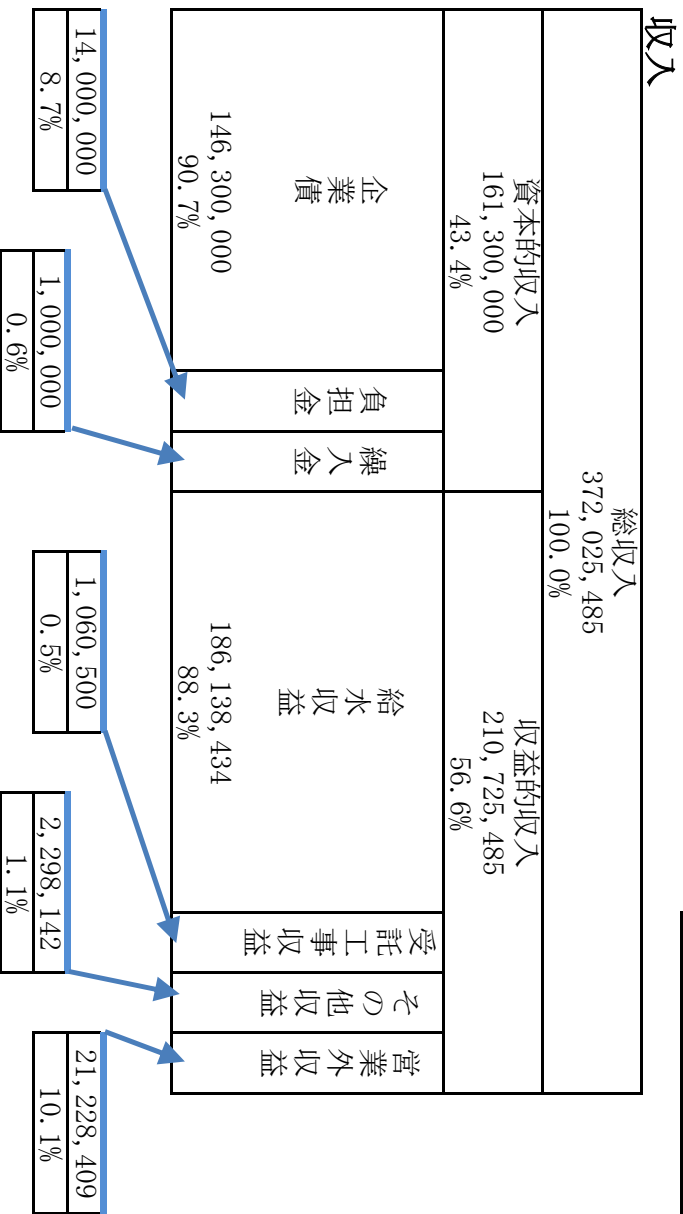 収入
総収入
372,025,485
100.0%
資本的収入
161,300,000
43.4%
収益的収入
210,725,485
56.6%
企業債
146,300,000
90.7%
負担金
繰入金
給水収益
186,138,434
88.3%
受託工事収益
その他収益
営業外収益
14,000,000
8.7%
1,000,000
0.6%
1,060,500
0.5%
2,298,142
1.1%
21,228,409
10.1%